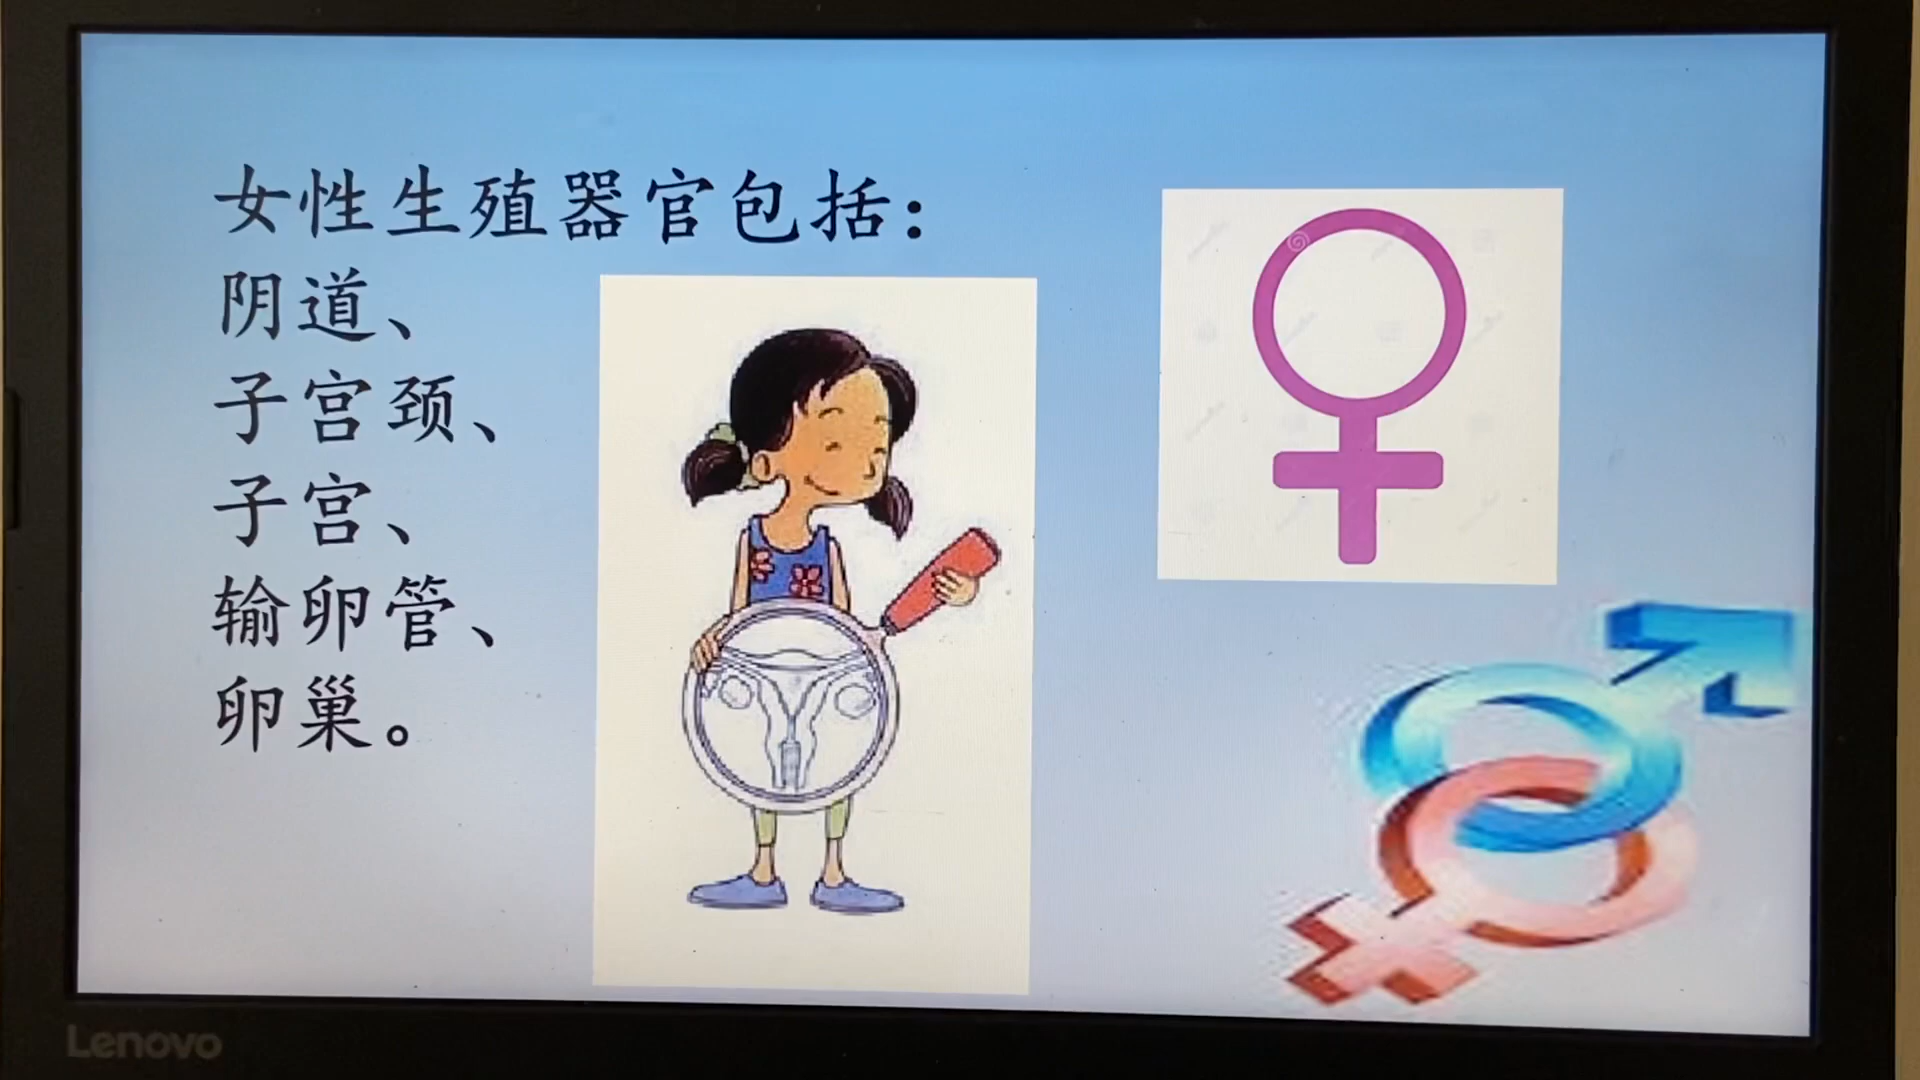 女性生殖器官包括：
阴道、
子宫颈、
子宫、
输卵管、
卵巢。
Lenovo